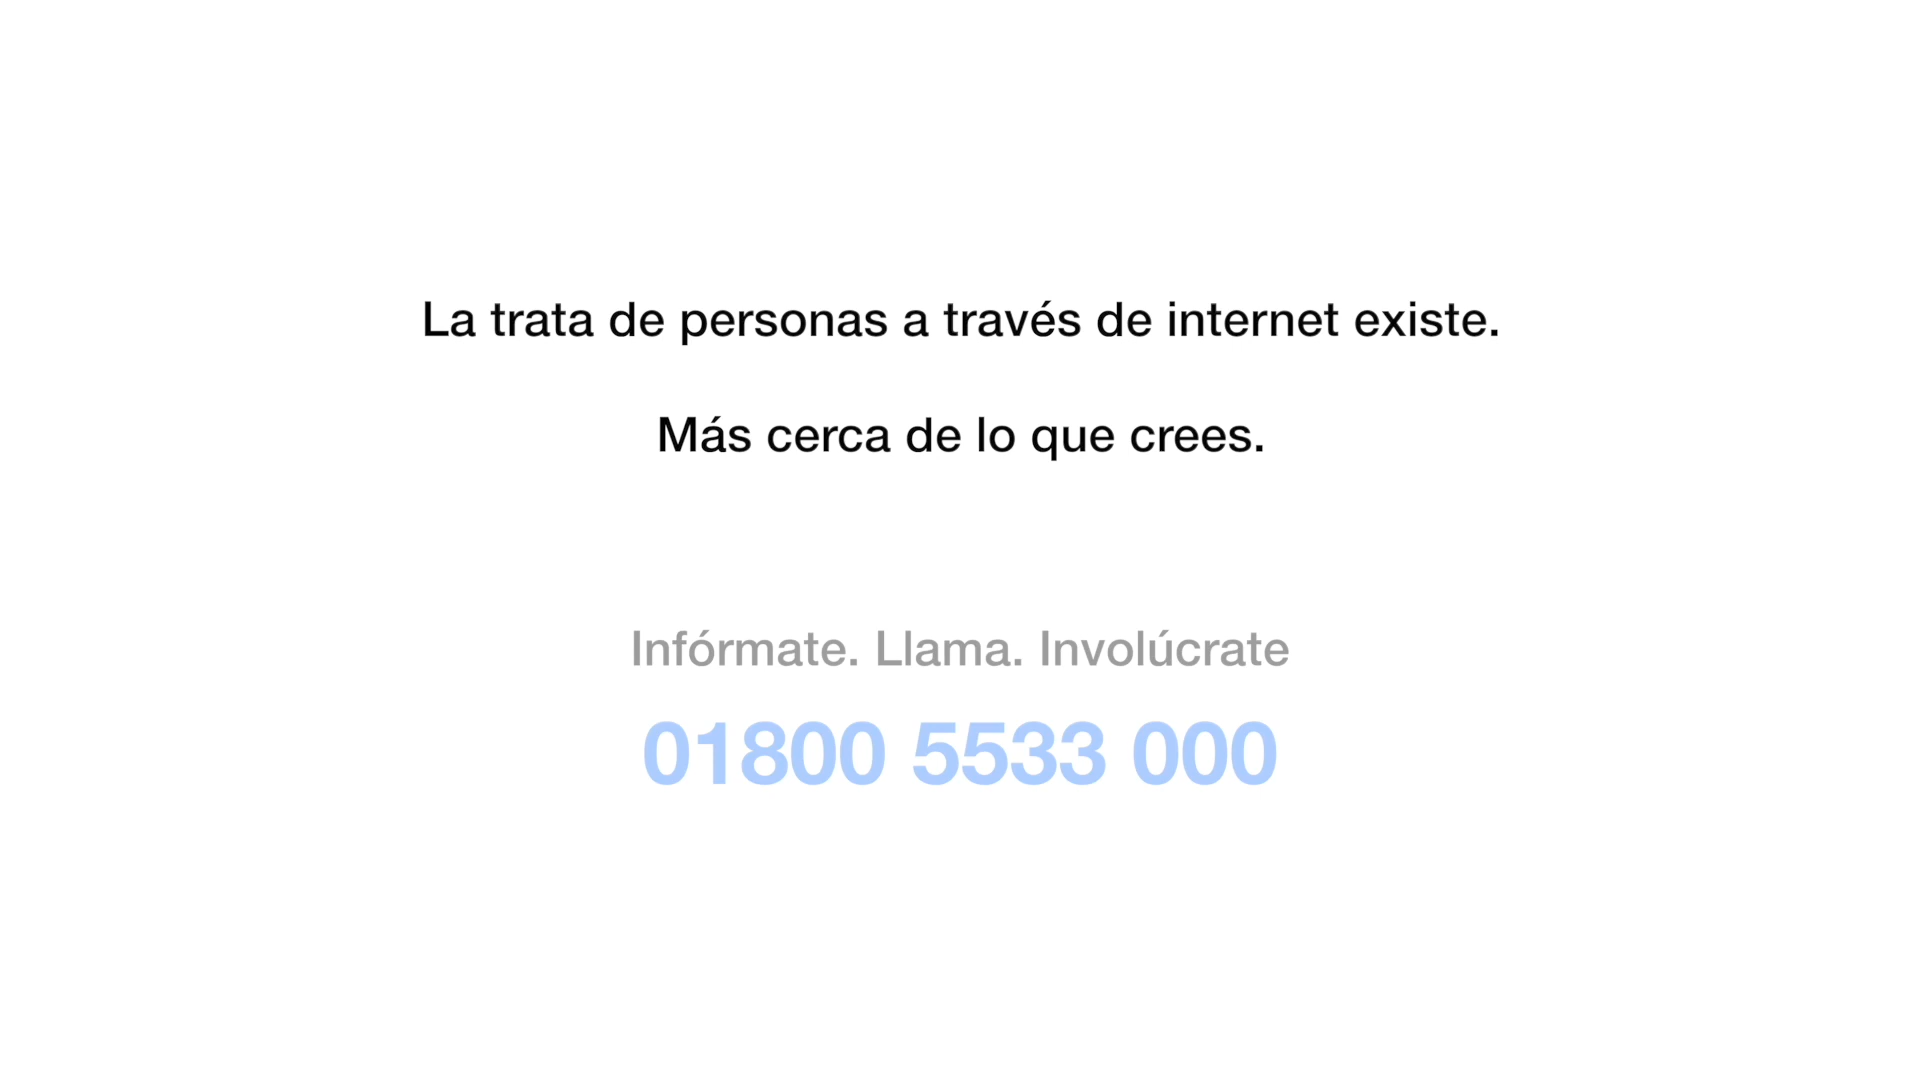 La trata de personas a través de internet existe.
Más cerca de lo que crees.
Infórmate. Llama. Involúcrate
01800 5533 000